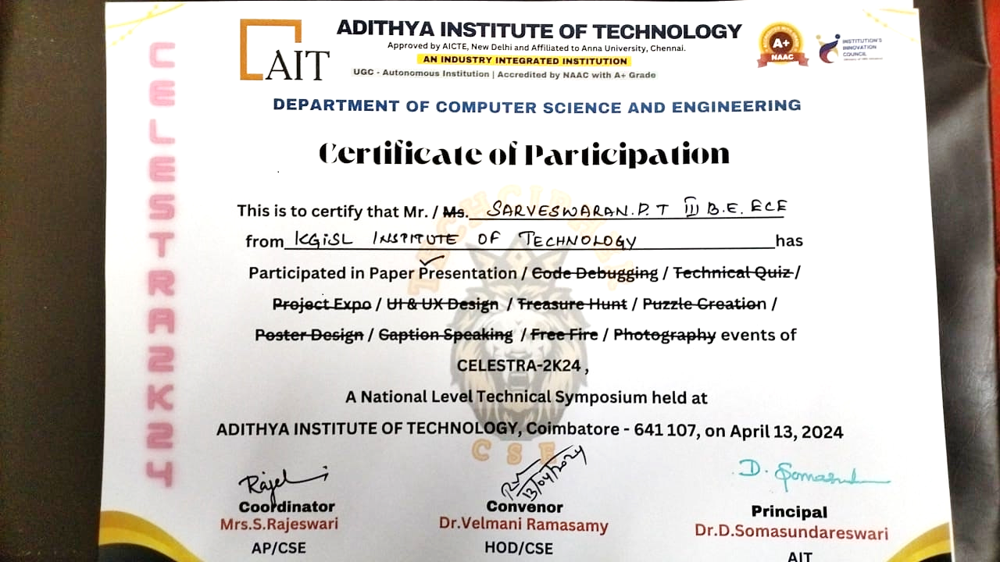 AIT
ADITHYA INSTITUTE OF TECHNOLOGY
Approved by AICTE, New Delhi and Affiliated to Anna University, Chennai.
AN INDUSTRY INTEGRATED INSTITUTION
UGC - Autonomous Institution | Accredited by NAAC with A+ Grade
A+
NAAC
INSTITUTION'S
INNOVATION
COUNCIL
DEPARTMENT OF COMPUTER SCIENCE AND ENGINEERING
CELESTRA2K24
Certificate of Participation
This is to certify that Mr. / Ms. SARVESWARAN.P.T III B.E. ECE
from KGiSL INSTITUTE OF TECHNOLOGY has
Participated in Paper Presentation / Code Debugging / Technical Quiz /
Project Expo / UI & UX Design / Treasure Hunt / Puzzle Creation /
Poster Design / Caption Speaking / Free Fire / Photography events of
CELESTRA-2K24 ,
A National Level Technical Symposium held at
ADITHYA INSTITUTE OF TECHNOLOGY, Coimbatore - 641 107, on April 13, 2024
CSE
13/04/2024
D. Somasund
Coordinator
Mrs.S.Rajeswari
AP/CSE
Convenor
Dr.Velmani Ramasamy
HOD/CSE
Principal
Dr.D.Somasundareswari
AIT